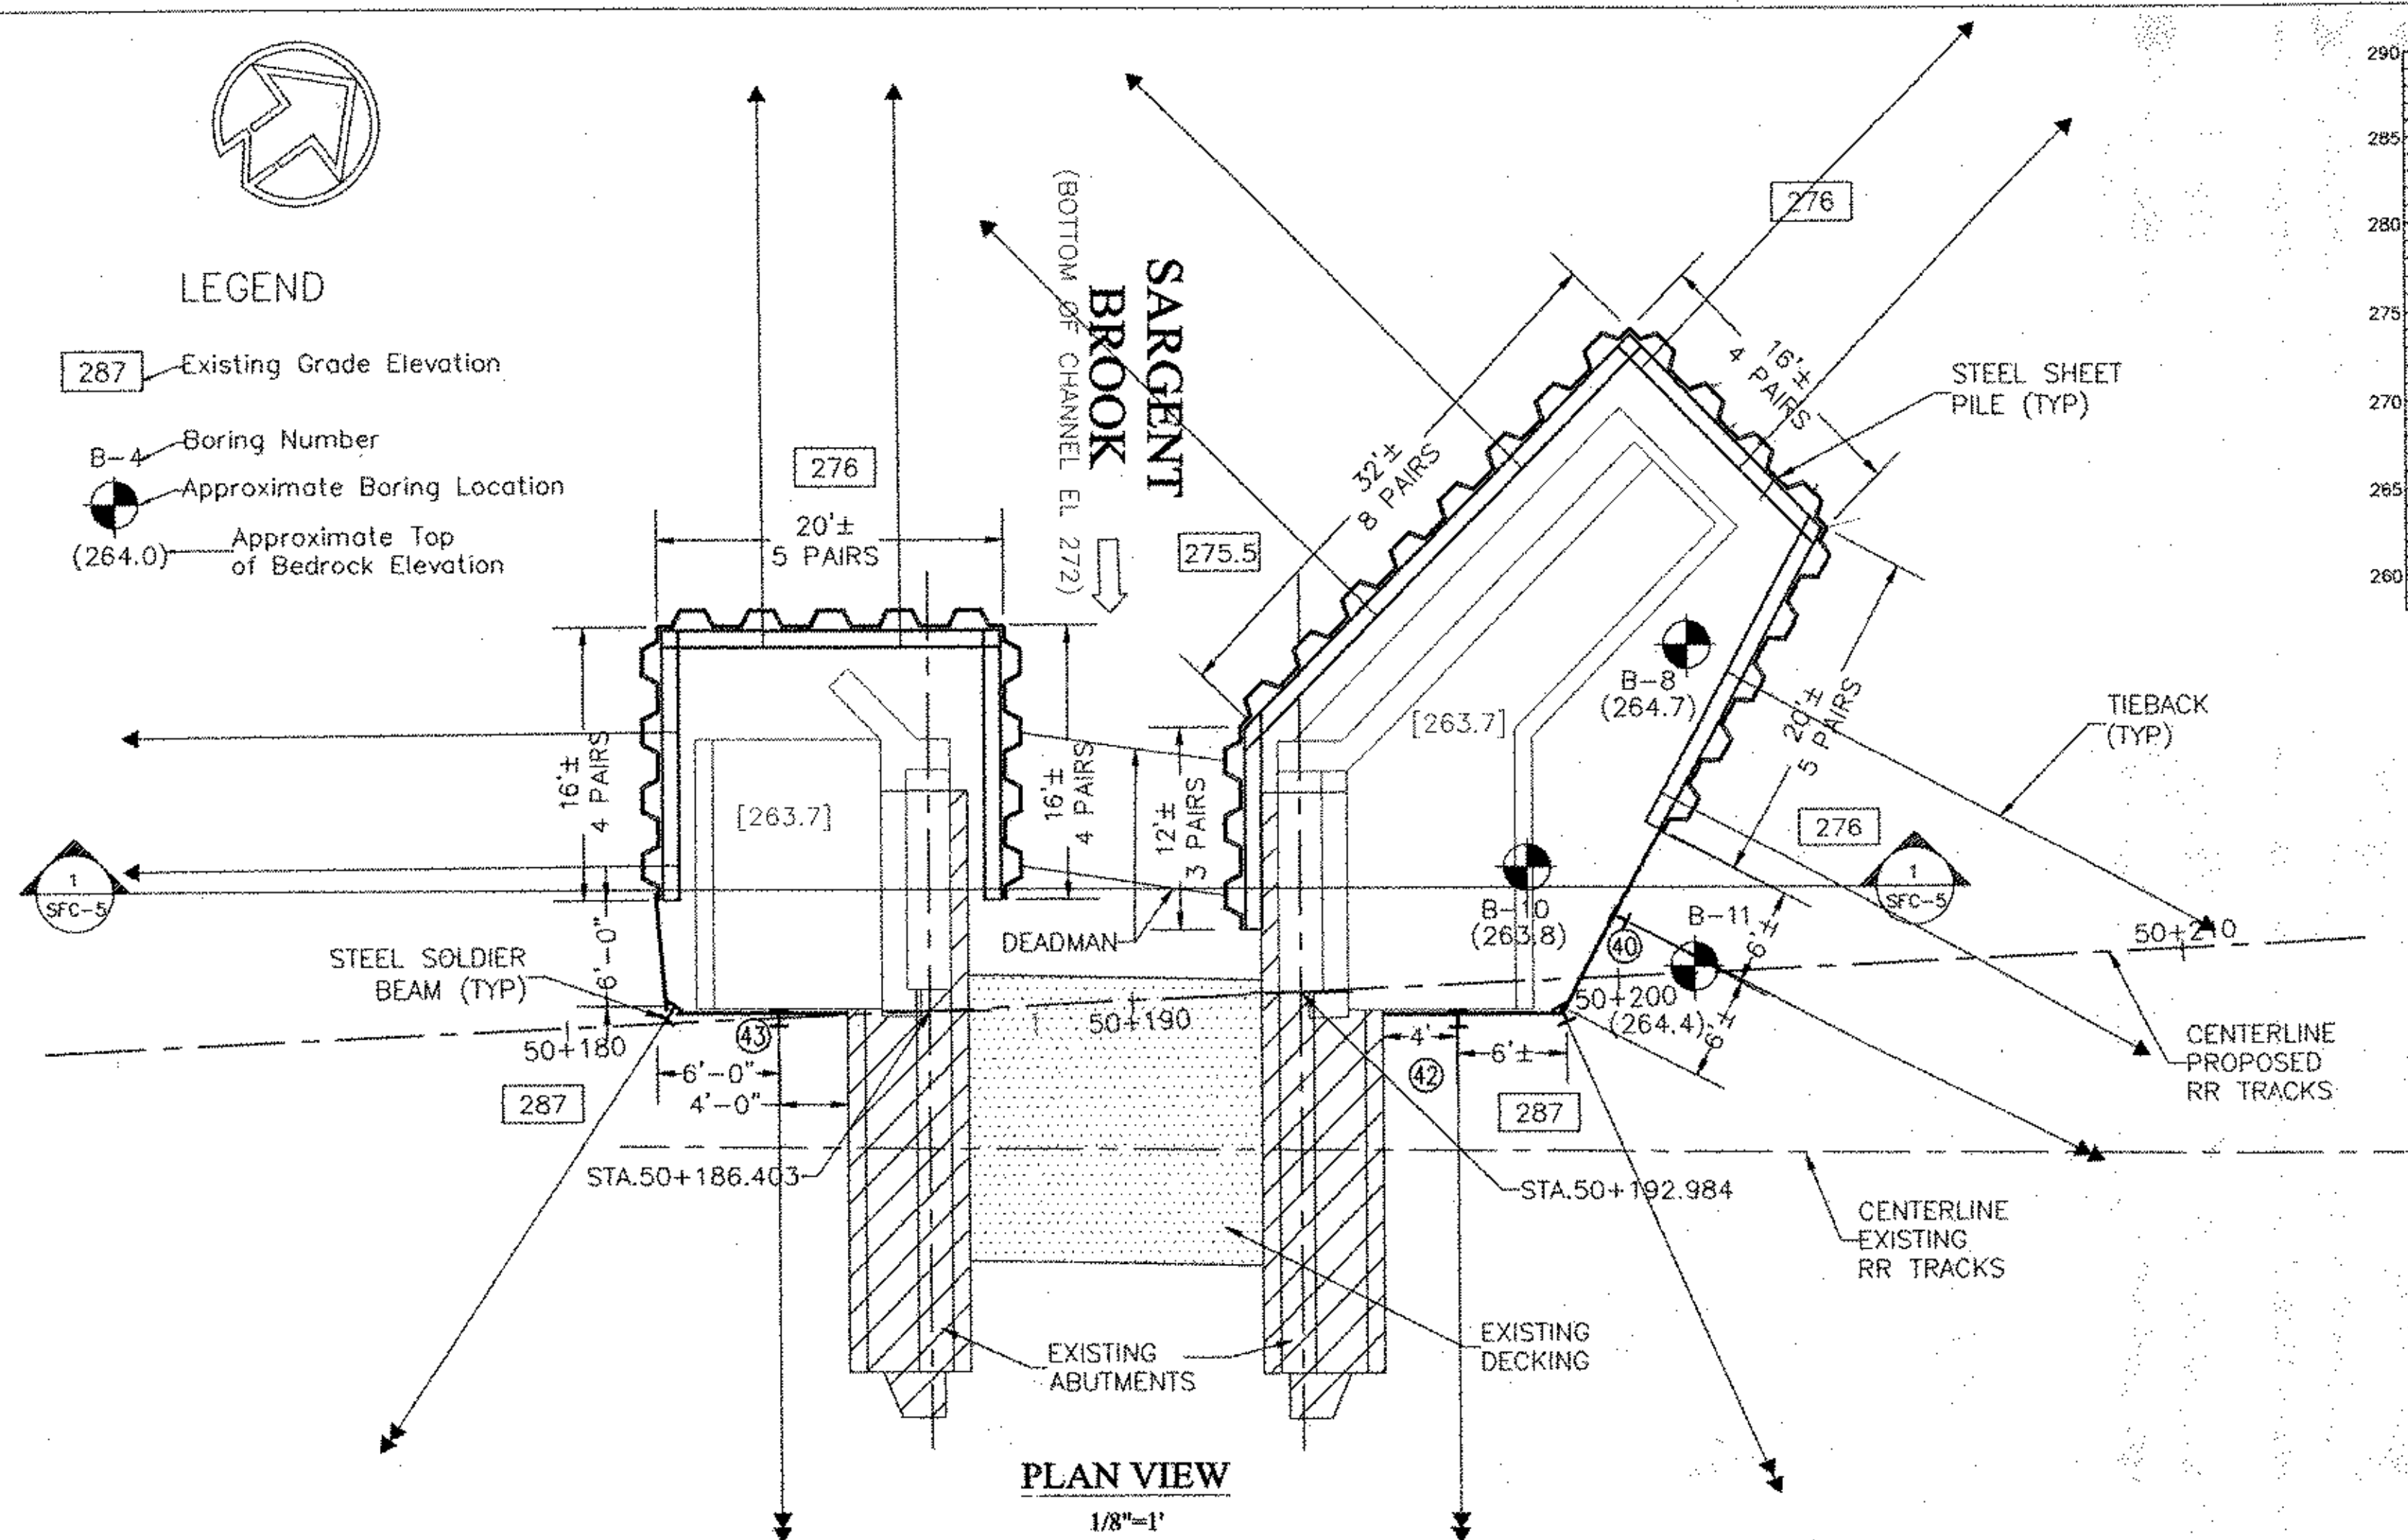 LEGEND
287
Existing Grade Elevation
B-4
Boring Number
Approximate Boring Location
(264.0)
Approximate Top
of Bedrock Elevation
276
20'±
5 PAIRS
(BOTTOM OF CHANNEL EL 272)
SARGENT
BROOK
275.5
276
32'±
8 PAIRS
16'±
4 PAIRS
STEEL SHEET
PILE (TYP)
290
285
280
275
270
265
260
16'±
4 PAIRS
[263.7]
16'±
4 PAIRS
12'±
3 PAIRS
[263.7]
B-8
(264.7)
20'±
5 PAIRS
TIEBACK
(TYP)
276
1
SFC-5
1
SFC-5
B-10
(263.8)
B-11
40
6'±
50+210
DEADMAN
STEEL SOLDIER
BEAM (TYP)
6'-0"
50+180
43
50+190
50+200
(264.4)
6'±
6'-0"
4'-0"
4'
6'±
42
287
287
CENTERLINE
PROPOSED
RR TRACKS
STA.50+186.403
STA.50+192.984
CENTERLINE
EXISTING
RR TRACKS
EXISTING
ABUTMENTS
EXISTING
DECKING
PLAN VIEW
1/8"=1'